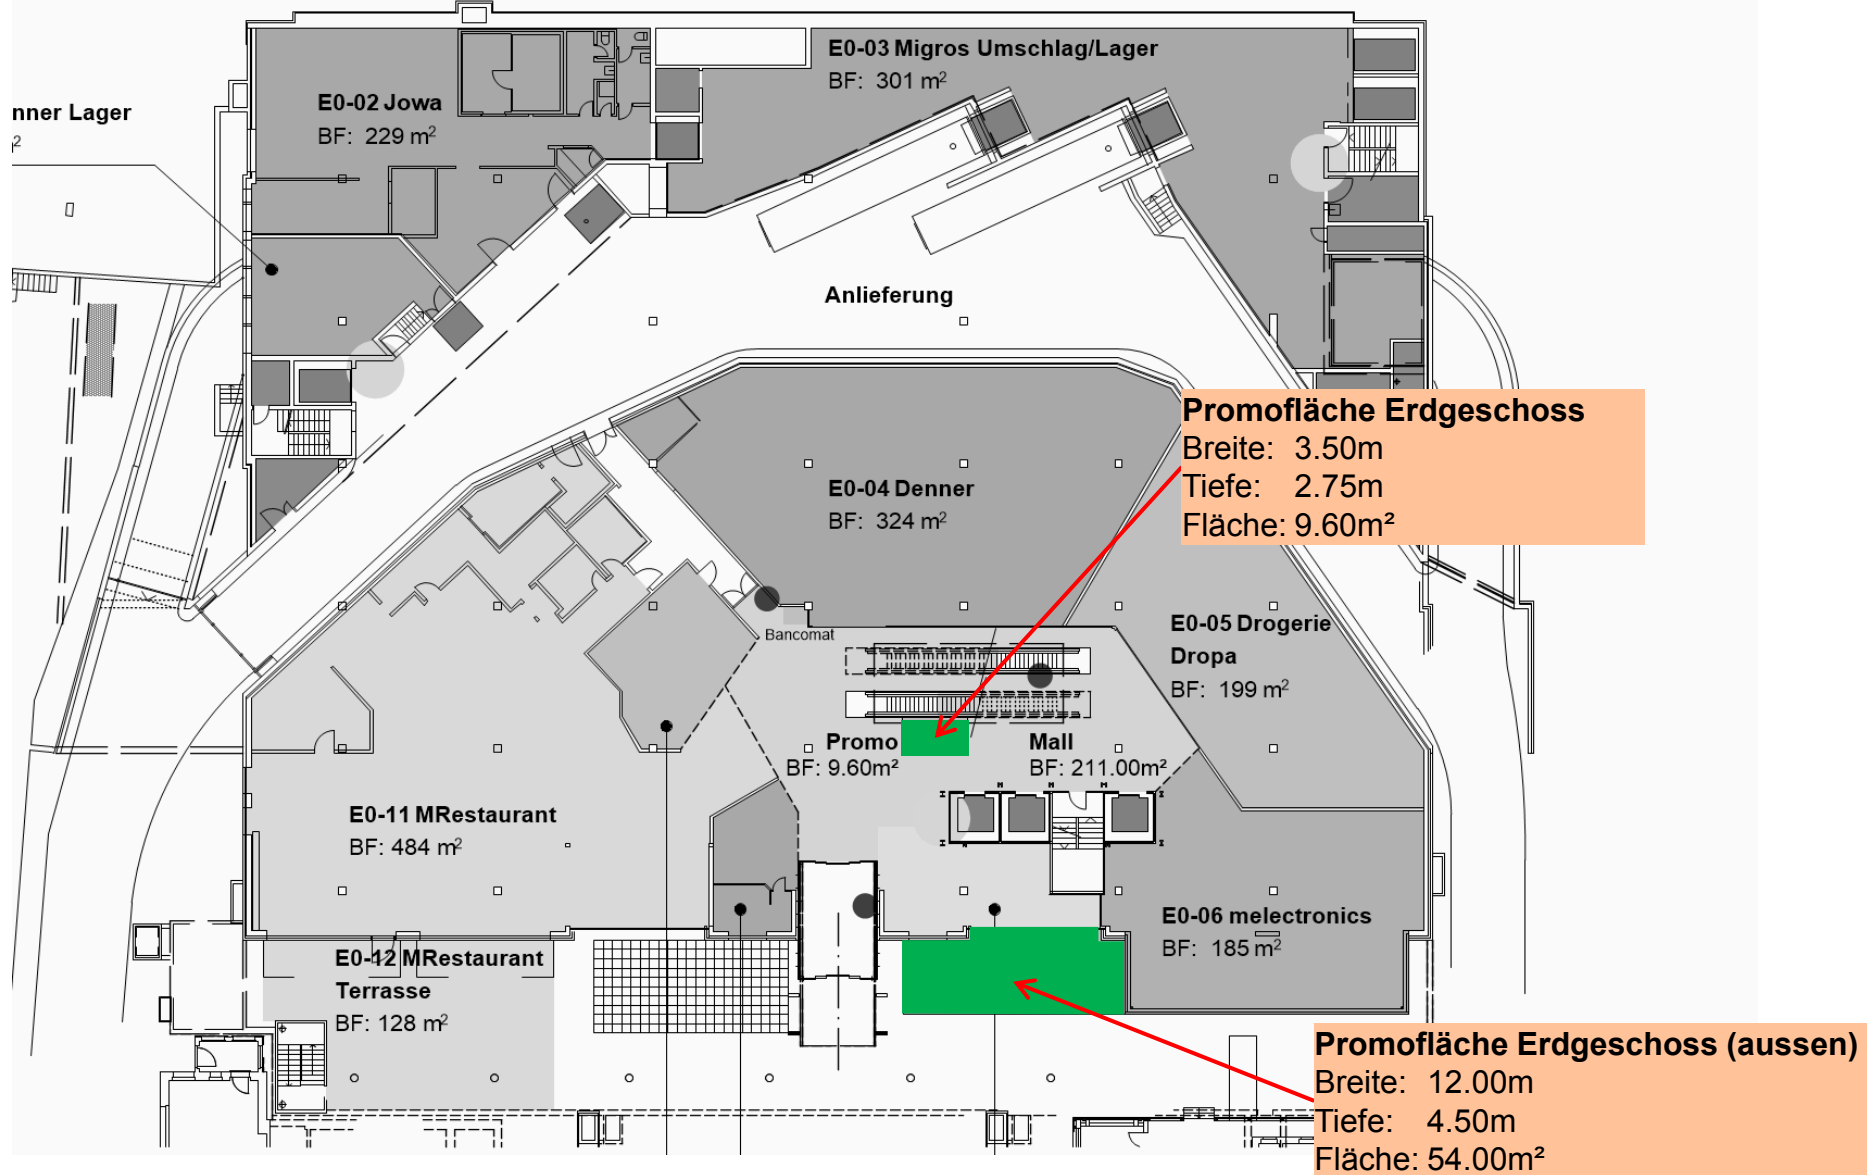 E0-03 Migros Umschlag/Lager
BF: 301 m²
E0-02 Jowa
BF: 229 m²
nner Lager
²
Anlieferung
Promofläche Erdgeschoss
Breite: 3.50m
Tiefe: 2.75m
Fläche: 9.60m²
E0-04 Denner
BF: 324 m²
E0-05 Drogerie
Dropa
BF: 199 m²
Bancomat
Promo
BF: 9.60m²
Mall
BF: 211.00m²
E0-11 MRestaurant
BF: 484 m²
E0-06 melectronics
BF: 185 m²
E0-12 MRestaurant
Terrasse
BF: 128 m²
Promofläche Erdgeschoss (aussen)
Breite: 12.00m
Tiefe: 4.50m
Fläche: 54.00m²